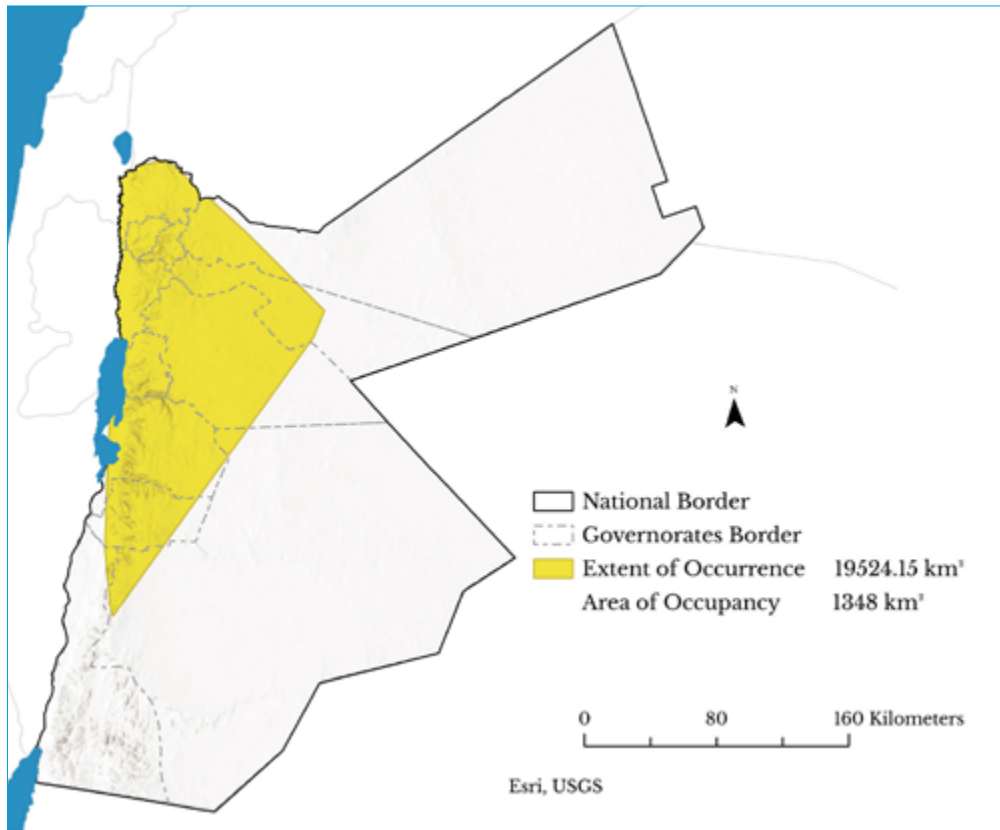 N
National Border
Governorates Border
Extent of Occurrence 19524.15 km²
Area of Occupancy 1348 km²
0 80 160 Kilometers
Esri, USGS